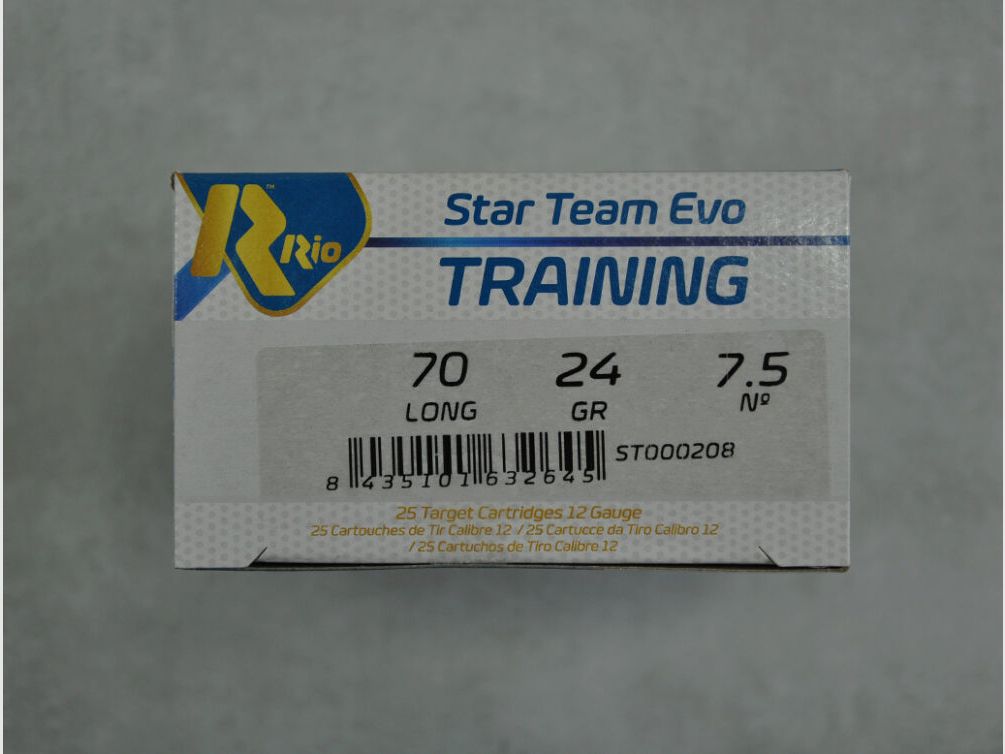 Rio™
Star Team Evo
TRAINING
70 24 7.5
LONG GR Nº
8 435101 632645 ST000208
25 Target Cartridges 12 Gauge
25 Cartouches de Tir Calibre 12 / 25 Cartucce da Tiro Calibro 12
/ 25 Cartuchos de Tiro Calibre 12